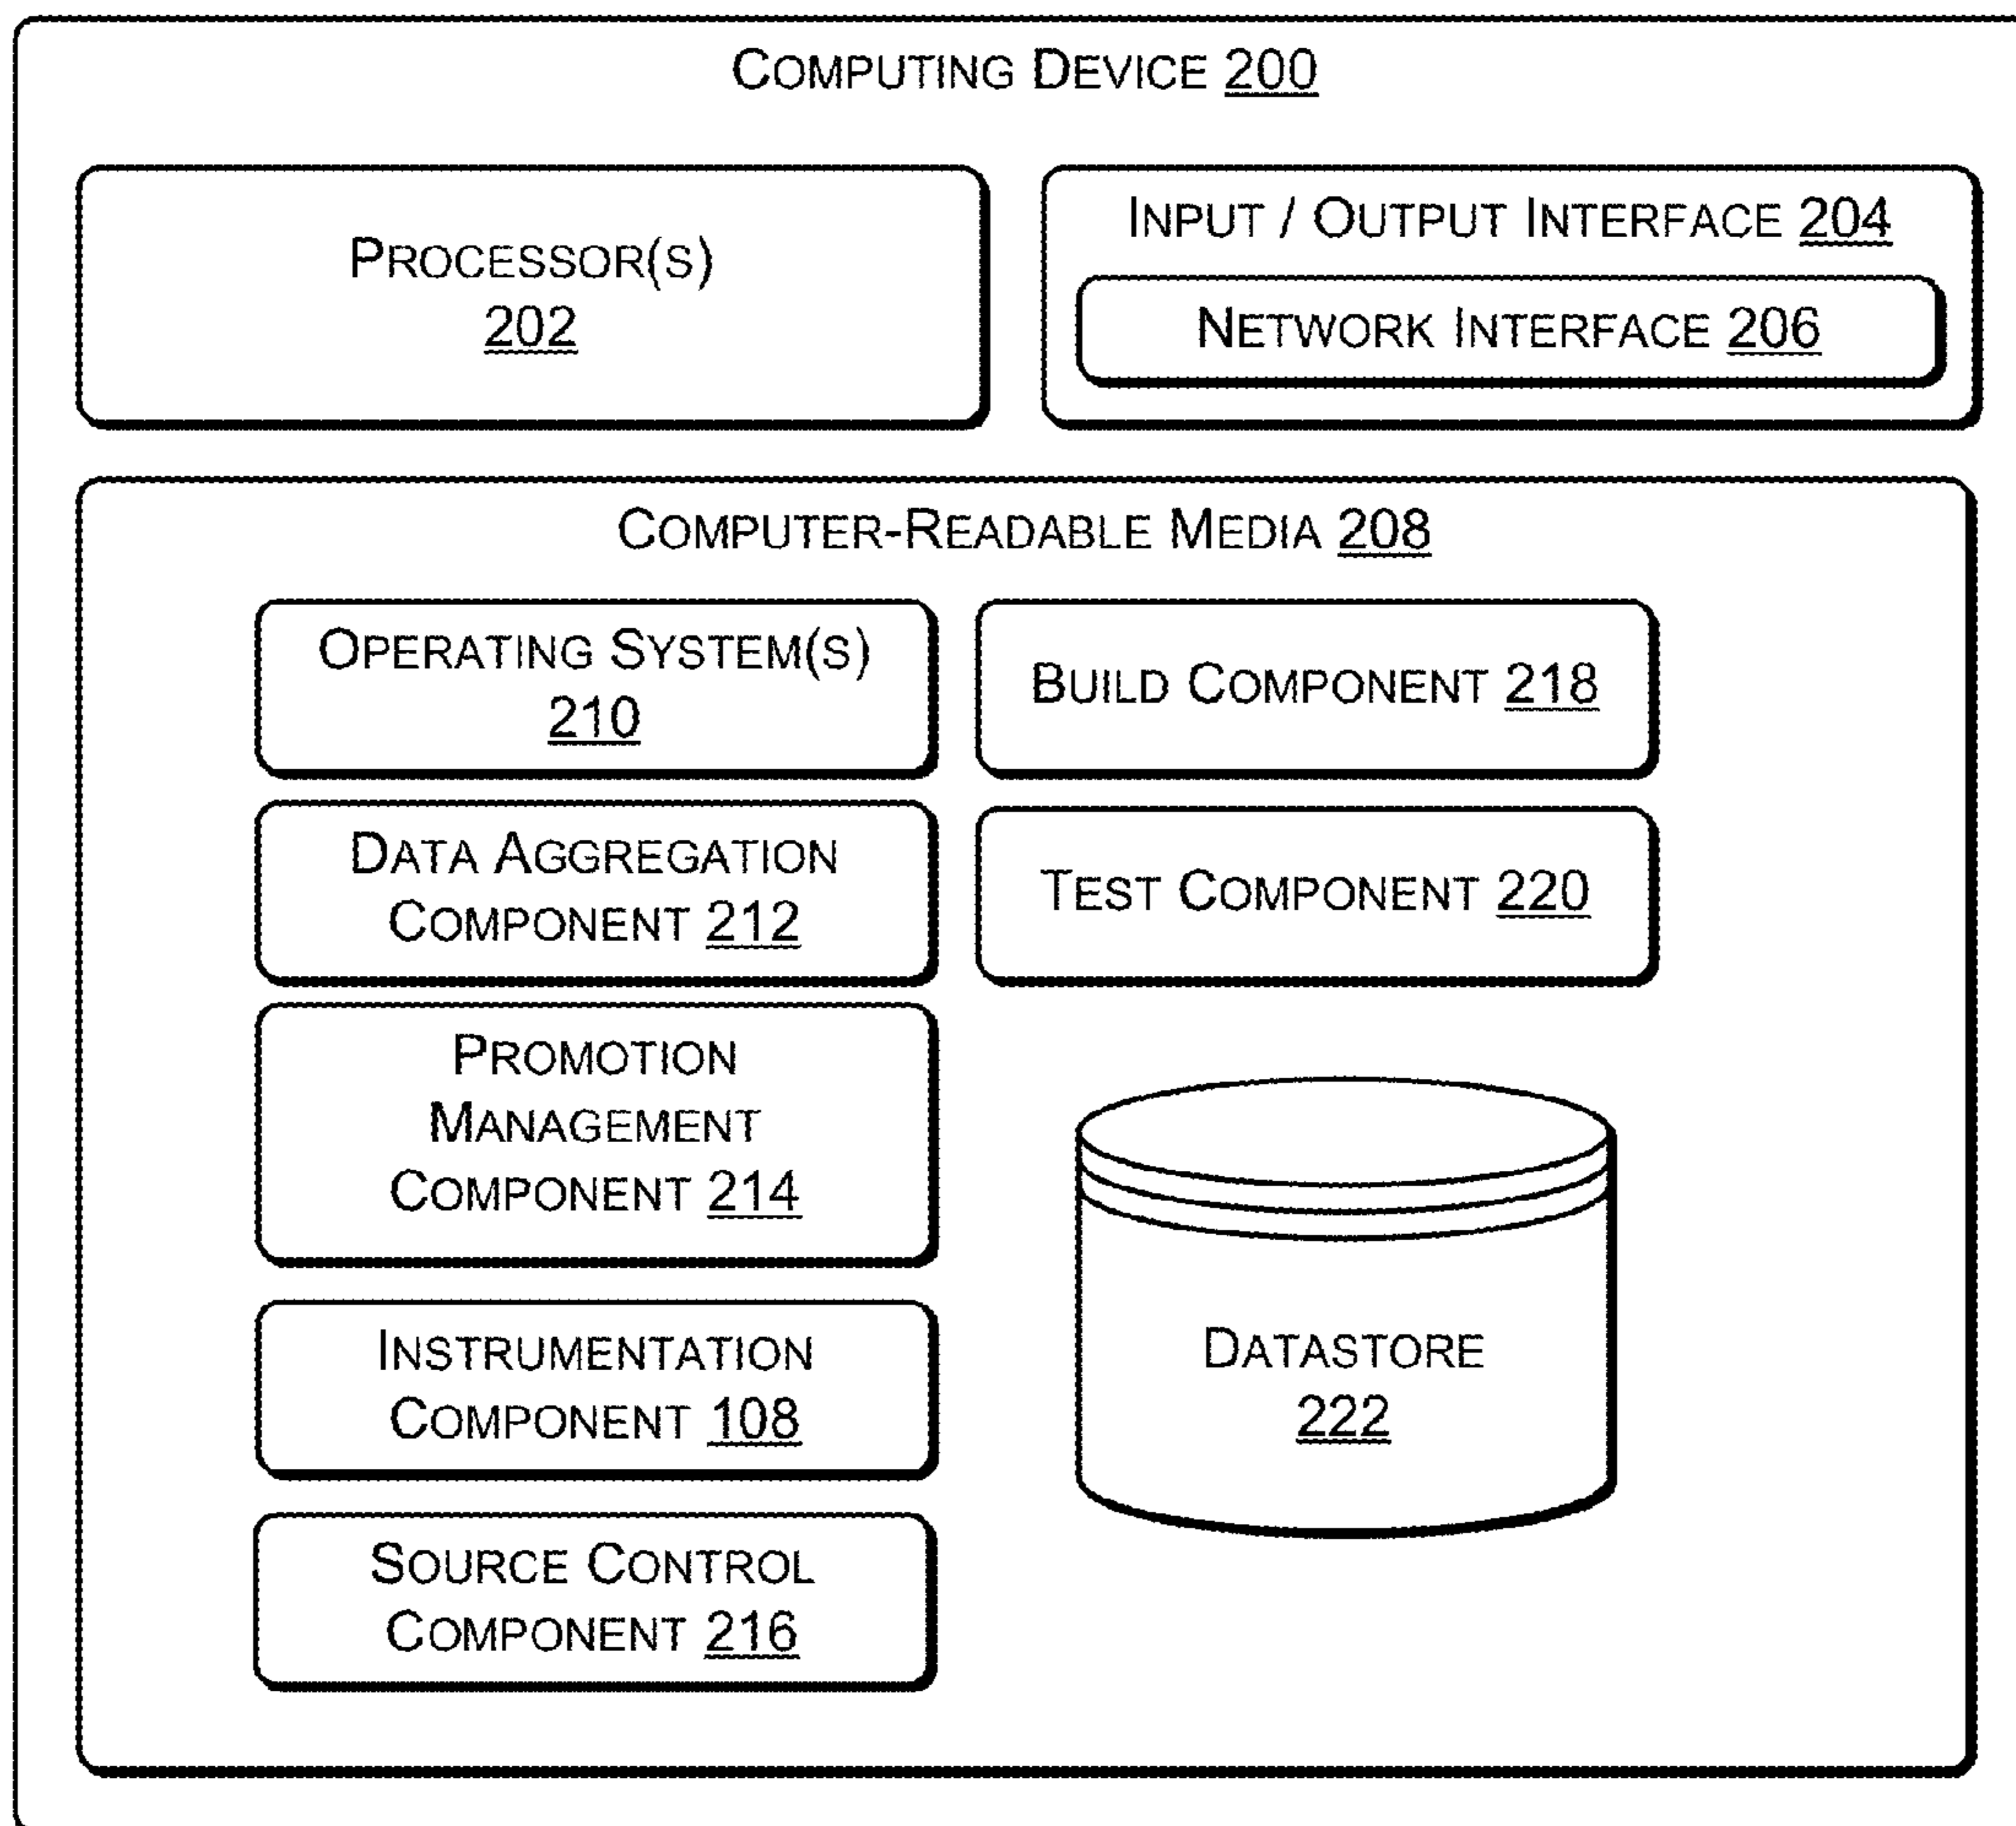 COMPUTING DEVICE 200
PROCESSOR(S)
202
INPUT / OUTPUT INTERFACE 204
NETWORK INTERFACE 206
COMPUTER-READABLE MEDIA 208
OPERATING SYSTEM(S)
210
DATA AGGREGATION
COMPONENT 212
PROMOTION
MANAGEMENT
COMPONENT 214
INSTRUMENTATION
COMPONENT 108
SOURCE CONTROL
COMPONENT 216
BUILD COMPONENT 218
TEST COMPONENT 220
DATASTORE
222